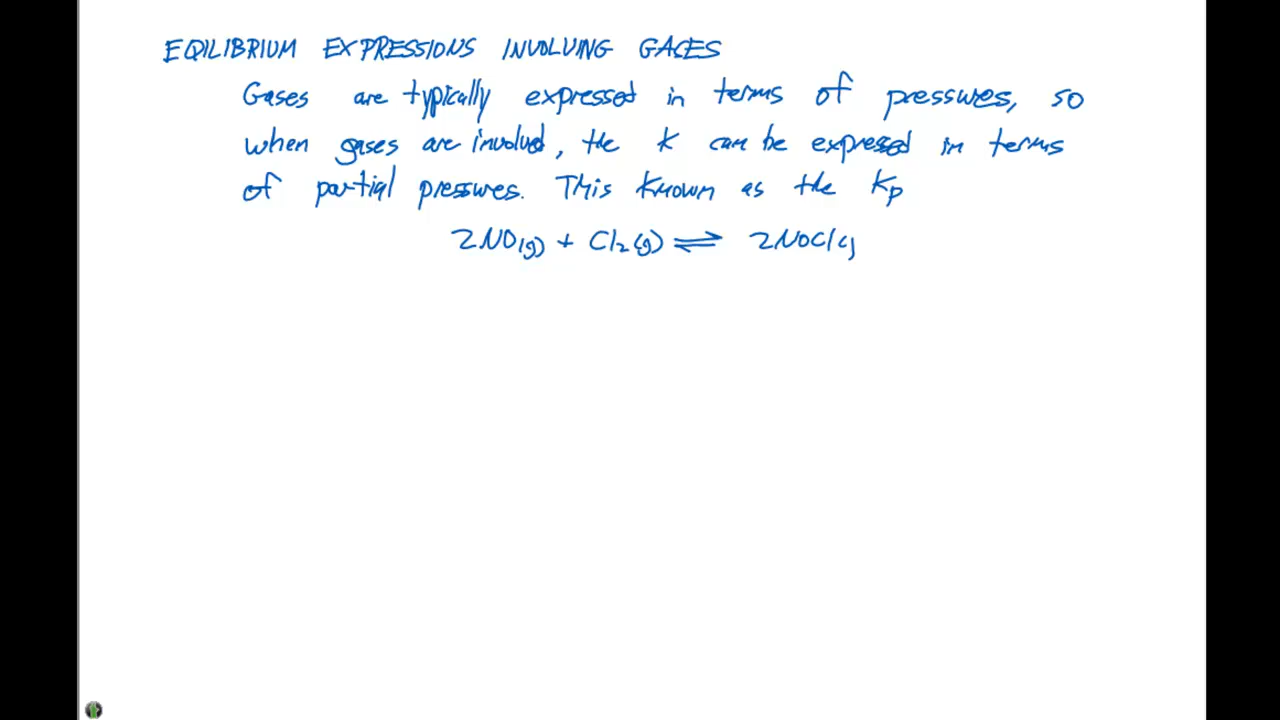 EQILIBRIUM EXPRESSIONS INVOLVING GASES
Gases are typically expressed in terms of pressures, so
when gases are involved, the K can be expressed in terms
of partial pressures. This known as the Kp
2NO(g) + Cl₂(g) ⇌ 2NOCl(g